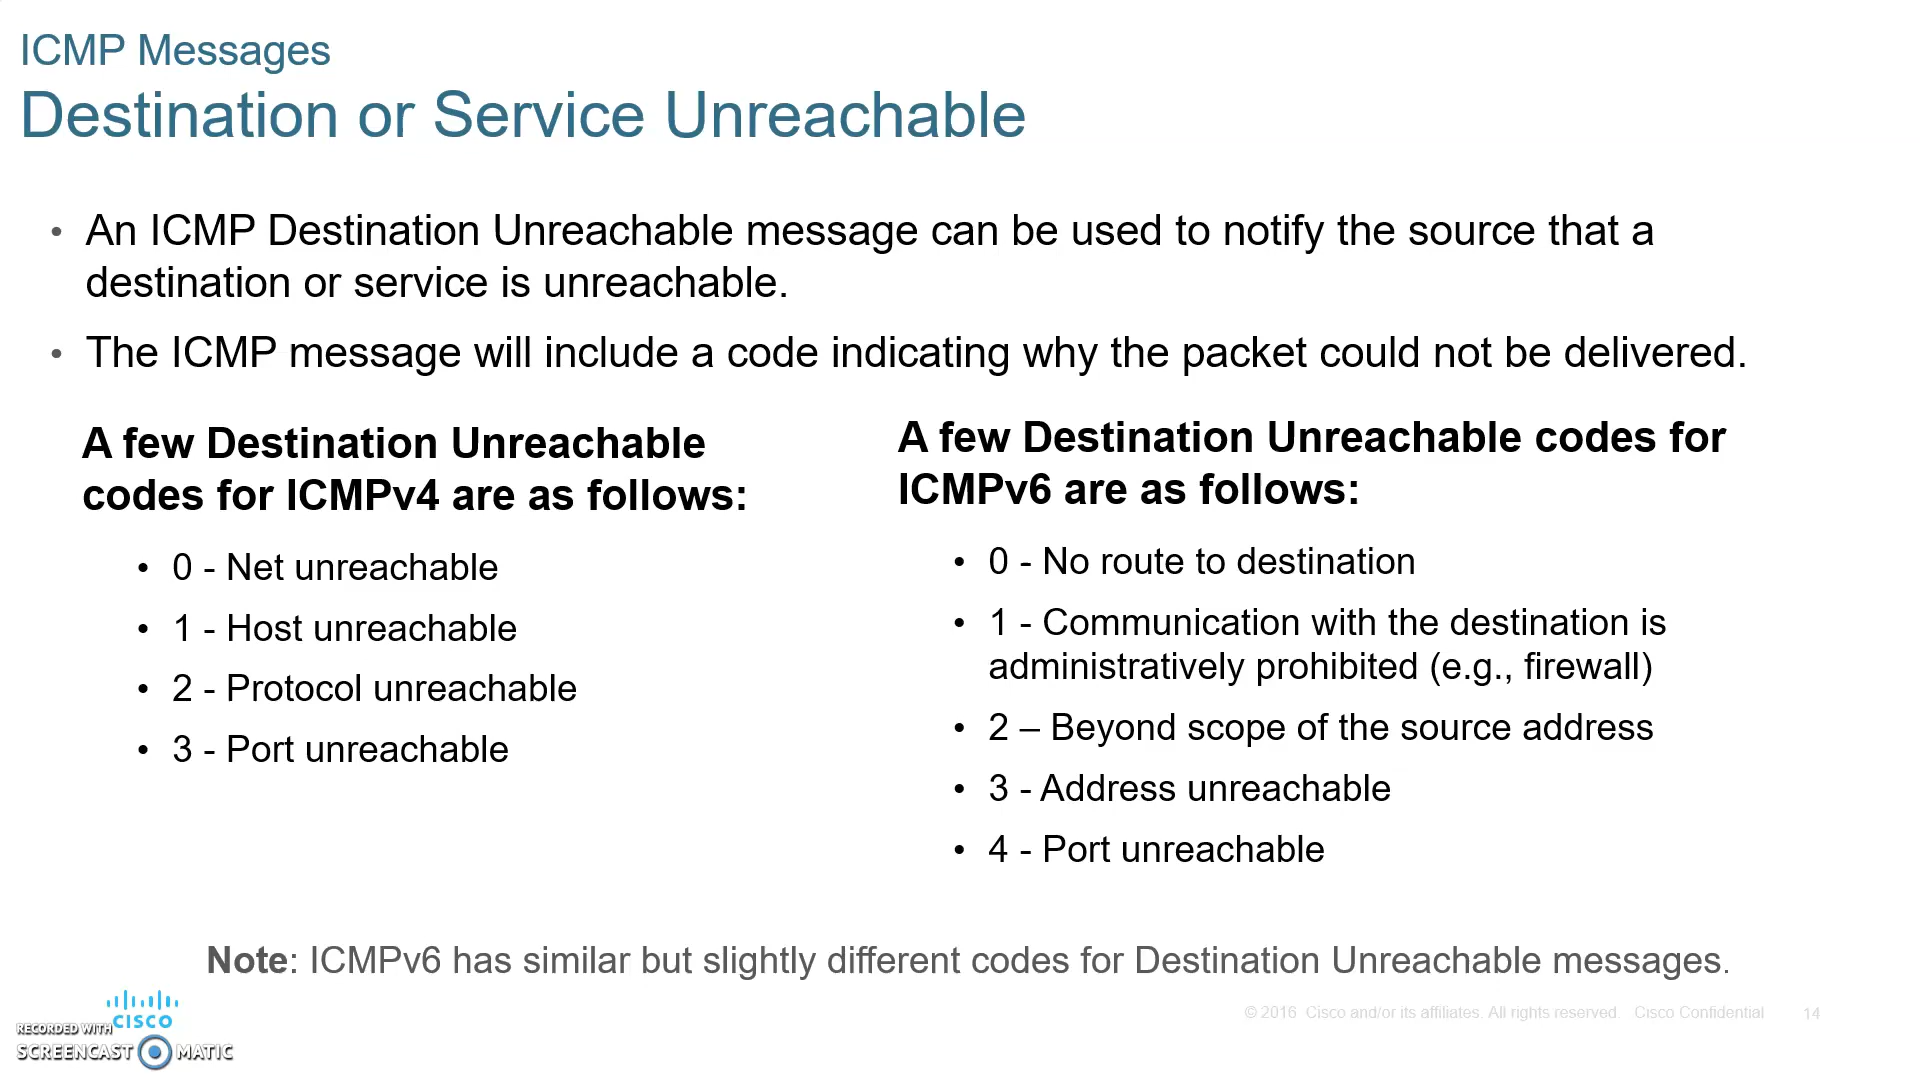 ICMP Messages
Destination or Service Unreachable
• An ICMP Destination Unreachable message can be used to notify the source that a
destination or service is unreachable.
• The ICMP message will include a code indicating why the packet could not be delivered.
A few Destination Unreachable
codes for ICMPv4 are as follows:
• 0 - Net unreachable
• 1 - Host unreachable
• 2 - Protocol unreachable
• 3 - Port unreachable
A few Destination Unreachable codes for
ICMPv6 are as follows:
• 0 - No route to destination
• 1 - Communication with the destination is
administratively prohibited (e.g., firewall)
• 2 – Beyond scope of the source address
• 3 - Address unreachable
• 4 - Port unreachable
Note: ICMPv6 has similar but slightly different codes for Destination Unreachable messages.
© 2016 Cisco and/or its affiliates. All rights reserved. Cisco Confidential 14
CISCO
RECORDED WITH
SCREENCAST MATIC